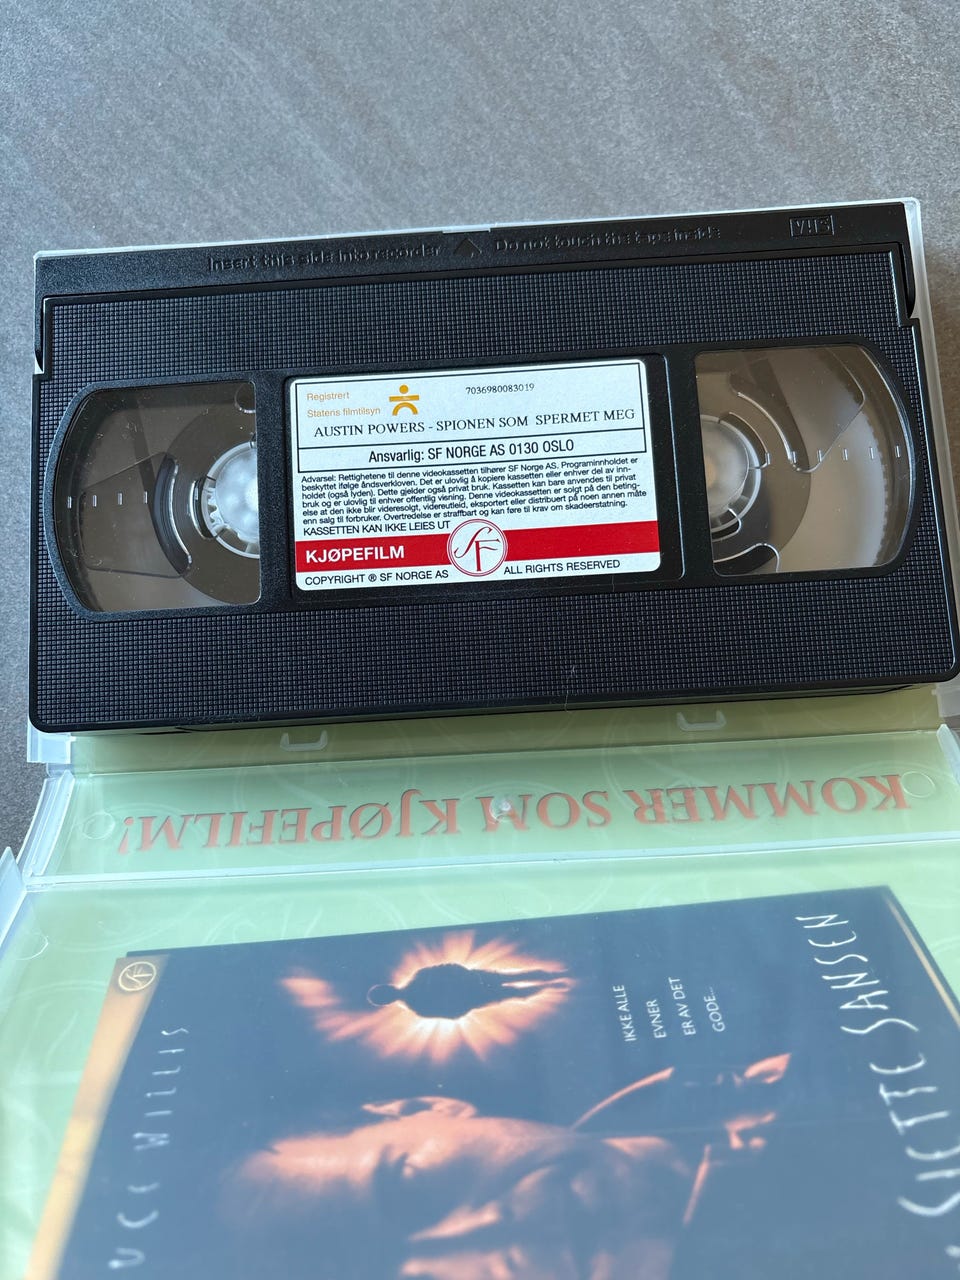 Insert this side into recorder
Do not touch the tape inside
VHS
Registrert
Statens filmtilsyn
7036980083019
AUSTIN POWERS - SPIONEN SOM SPERMET MEG
Ansvarlig: SF NORGE AS 0130 OSLO
Advarsel: Rettighetene til denne videokassetten tilhører SF Norge AS. Programinnholdet er
beskyttet ifølge åndsverkloven. Det er ulovlig å kopiere kassetten eller enhver del av inn-
holdet (også lyden). Dette gjelder også privat bruk. Kassetten kan bare anvendes til privat
bruk og er ulovlig til enhver offentlig visning. Denne videokassetten er solgt på den beting-
else at den ikke blir videresolgt, videreutleid, eksportert eller distribuert på noen annen måte
enn salg til forbruker. Overtredelse er straffbart og kan føre til krav om skadeerstatning.
KASSETTEN KAN IKKE LEIES UT
KJØPEFILM
SF
COPYRIGHT ® SF NORGE AS
ALL RIGHTS RESERVED
KOMMER SOM KJØPEFILM!
SF
WILLIS
IKKE ALLE
EVNER
ER AV DET
GODE...
SJETTE SANSEN